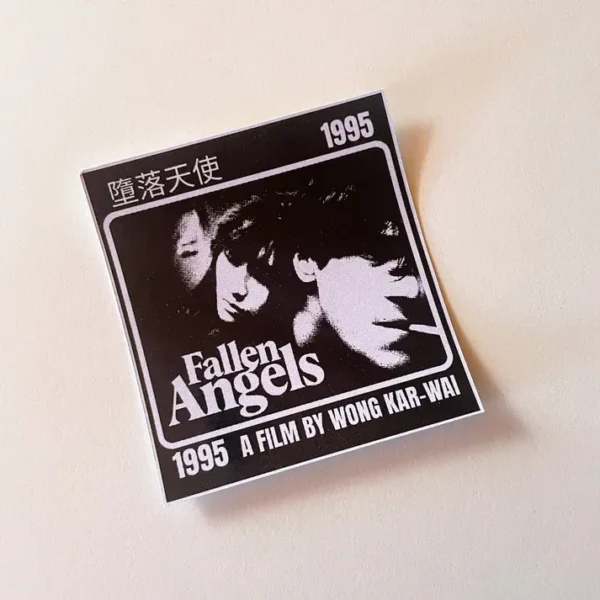 1995
墮落天使
Fallen
Angels
1995 A FILM BY WONG KAR-WAI